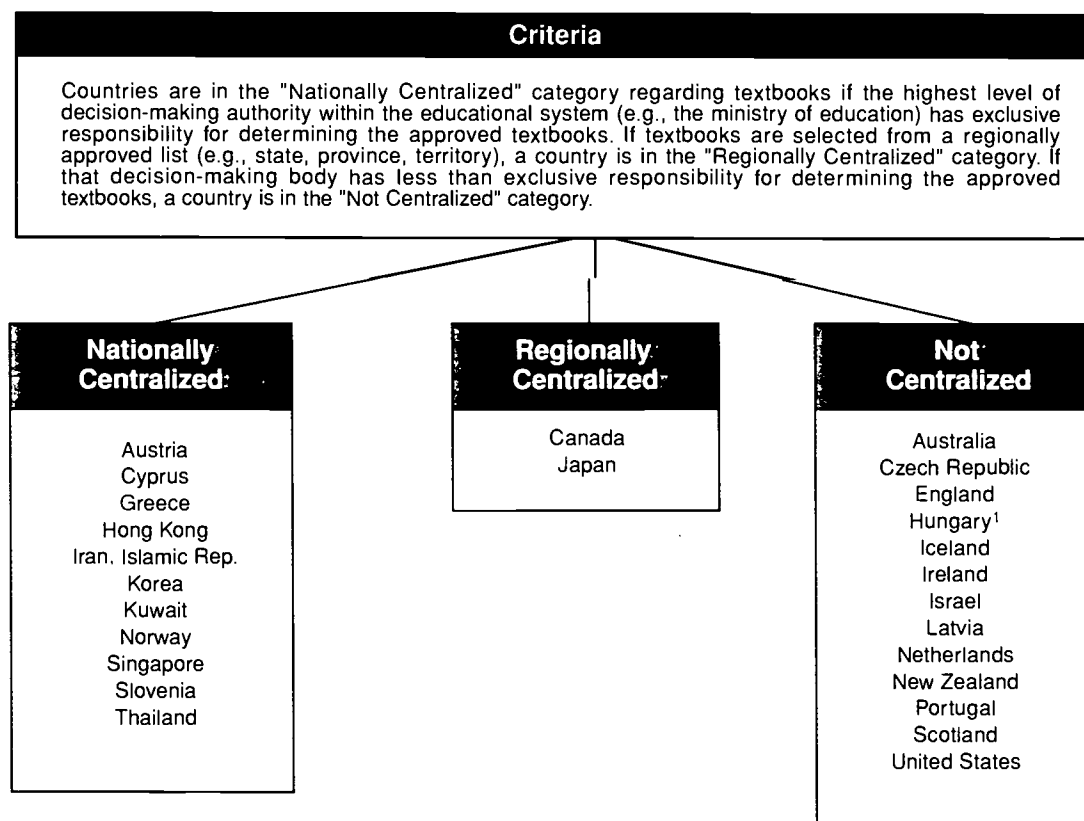 Criteria
Countries are in the "Nationally Centralized" category regarding textbooks if the highest level of
decision-making authority within the educational system (e.g., the ministry of education) has exclusive
responsibility for determining the approved textbooks. If textbooks are selected from a regionally
approved list (e.g., state, province, territory), a country is in the "Regionally Centralized" category. If
that decision-making body has less than exclusive responsibility for determining the approved
textbooks, a country is in the "Not Centralized" category.
Nationally
Centralized
Austria
Cyprus
Greece
Hong Kong
Iran, Islamic Rep.
Korea
Kuwait
Norway
Singapore
Slovenia
Thailand
Regionally
Centralized
Canada
Japan
Not
Centralized
Australia
Czech Republic
England
Hungary¹
Iceland
Ireland
Israel
Latvia
Netherlands
New Zealand
Portugal
Scotland
United States